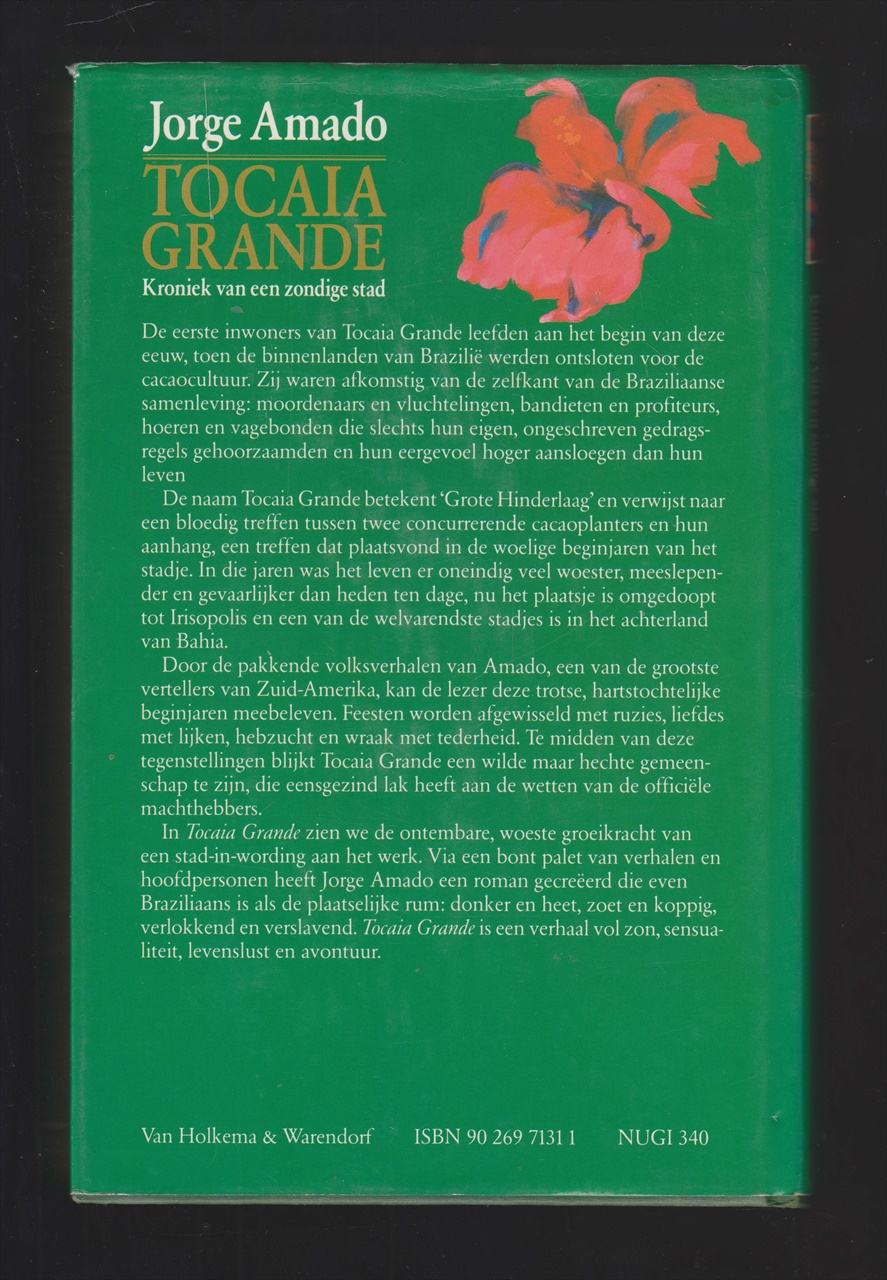 Jorge Amado
TOCAIA
GRANDE
Kroniek van een zondige stad
De eerste inwoners van Tocaia Grande leefden aan het begin van deze
eeuw, toen de binnenlanden van Brazilië werden ontsloten voor de
cacaocultuur. Zij waren afkomstig van de zelfkant van de Braziliaanse
samenleving: moordenaars en vluchtelingen, bandieten en profiteurs,
hoeren en vagebonden die slechts hun eigen, ongeschreven gedrags-
regels gehoorzaamden en hun eergevoel hoger aansloegen dan hun
leven
De naam Tocaia Grande betekent ‘Grote Hinderlaag’ en verwijst naar
een bloedig treffen tussen twee concurrerende cacaoplanters en hun
aanhang, een treffen dat plaatsvond in de woelige beginjaren van het
stadje. In die jaren was het leven er oneindig veel woester, meeslepen-
der en gevaarlijker dan heden ten dage, nu het plaatsje is omgedoopt
tot Irisopolis en een van de welvarendste stadjes is in het achterland
van Bahia.
Door de pakkende volksverhalen van Amado, een van de grootste
vertellers van Zuid-Amerika, kan de lezer deze trotse, hartstochtelijke
beginjaren meebeleven. Feesten worden afgewisseld met ruzies, liefdes
met lijken, hebzucht en wraak met tederheid. Te midden van deze
tegenstellingen blijkt Tocaia Grande een wilde maar hechte gemeen-
schap te zijn, die eensgezind lak heeft aan de wetten van de officiële
machthebbers.
In Tocaia Grande zien we de ontembare, woeste groeikracht van
een stad-in-wording aan het werk. Via een bont palet van verhalen en
hoofdpersonen heeft Jorge Amado een roman gecreëerd die even
Braziliaans is als de plaatselijke rum: donker en heet, zoet en koppig,
verlokkend en verslavend. Tocaia Grande is een verhaal vol zon, sensua-
liteit, levenslust en avontuur.
Van Holkema & Warendorf ISBN 90 269 7131 1 NUGI 340